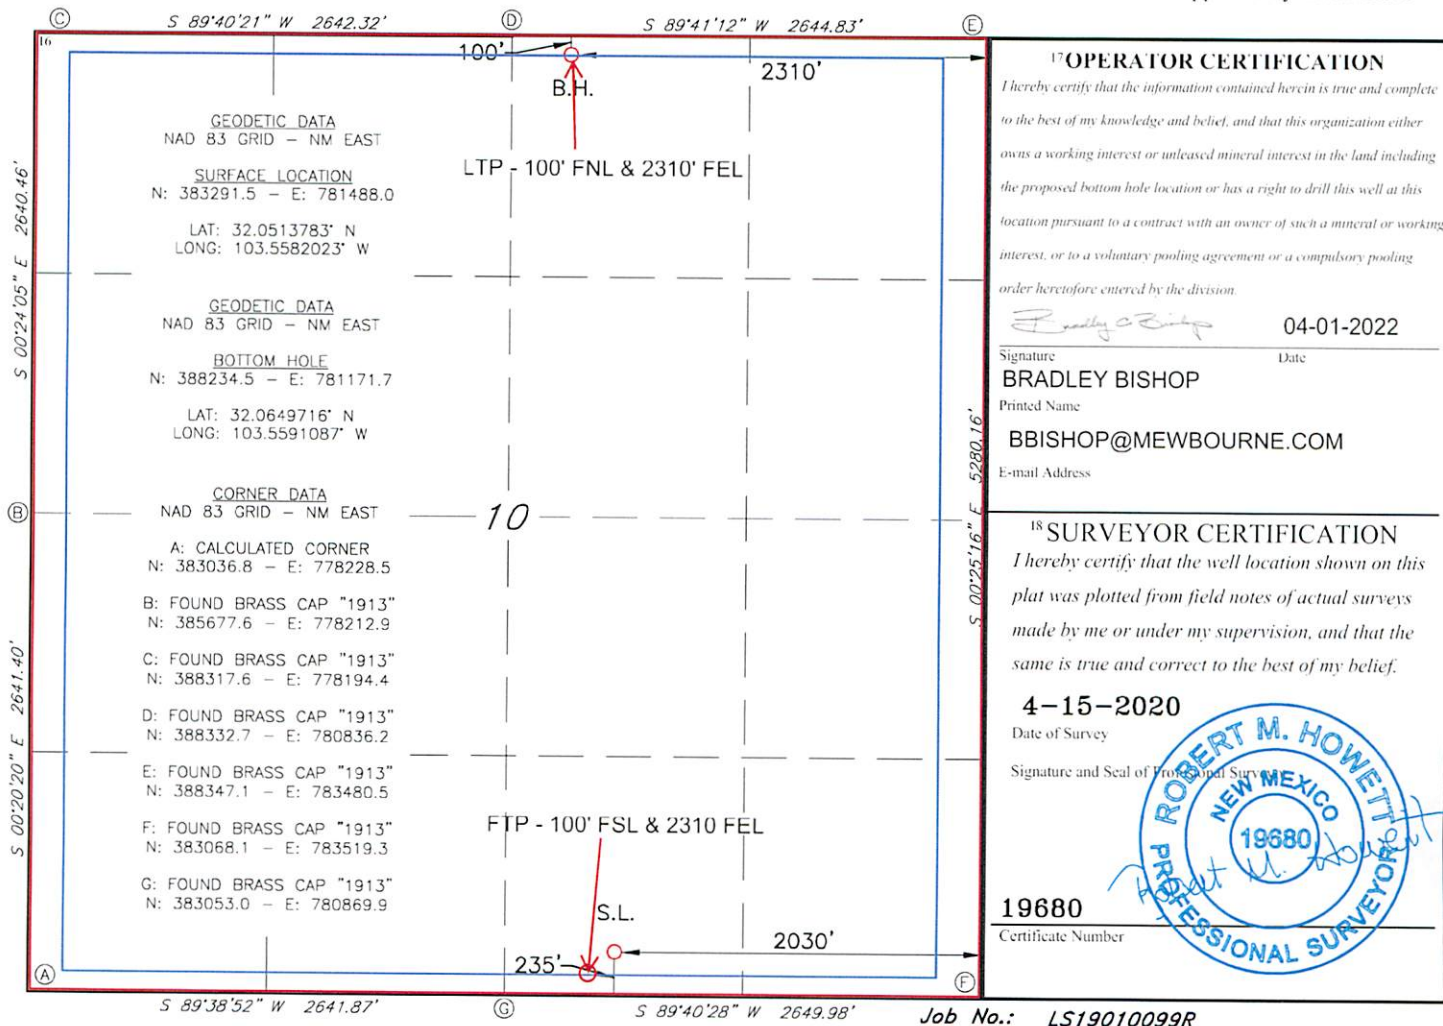 C S 89°40'21" W 2642.32' D S 89°41'12" W 2644.83' E
16
100'
2310'
B.H.
LTP - 100' FNL & 2310' FEL
GEODETIC DATA
NAD 83 GRID - NM EAST
SURFACE LOCATION
N: 383291.5 - E: 781488.0
LAT: 32.0513783° N
LONG: 103.5582023° W
GEODETIC DATA
NAD 83 GRID - NM EAST
BOTTOM HOLE
N: 388234.5 - E: 781171.7
LAT: 32.0649716° N
LONG: 103.5591087° W
CORNER DATA
NAD 83 GRID - NM EAST
A: CALCULATED CORNER
N: 383036.8 - E: 778228.5
B: FOUND BRASS CAP "1913"
N: 385677.6 - E: 778212.9
C: FOUND BRASS CAP "1913"
N: 388317.6 - E: 778194.4
D: FOUND BRASS CAP "1913"
N: 388332.7 - E: 780836.2
E: FOUND BRASS CAP "1913"
N: 388347.1 - E: 783480.5
F: FOUND BRASS CAP "1913"
N: 383068.1 - E: 783519.3
G: FOUND BRASS CAP "1913"
N: 383053.0 - E: 780869.9
S 00°24'05" E 2640.46'
B
S 00°20'20" E 2641.40'
10
S 00°25'16" E 5280.16'
FTP - 100' FSL & 2310 FEL
S.L.
2030'
235'
A
F
S 89°38'52" W 2641.87' G S 89°40'28" W 2649.98'
17 OPERATOR CERTIFICATION
I hereby certify that the information contained herein is true and complete
to the best of my knowledge and belief, and that this organization either
owns a working interest or unleased mineral interest in the land including
the proposed bottom hole location or has a right to drill this well at this
location pursuant to a contract with an owner of such a mineral or working
interest, or to a voluntary pooling agreement or a compulsory pooling
order heretofore entered by the division.
Bradley C Bishop 04-01-2022
Signature Date
BRADLEY BISHOP
Printed Name
BBISHOP@MEWBOURNE.COM
E-mail Address
18 SURVEYOR CERTIFICATION
I hereby certify that the well location shown on this
plat was plotted from field notes of actual surveys
made by me or under my supervision, and that the
same is true and correct to the best of my belief.
4-15-2020
Date of Survey
Signature and Seal of Professional Surveyor
ROBERT M. HOWETT
NEW MEXICO
19680
PROFESSIONAL SURVEYOR
Robert M. Howett
19680
Certificate Number
Job No.: LS19010099R